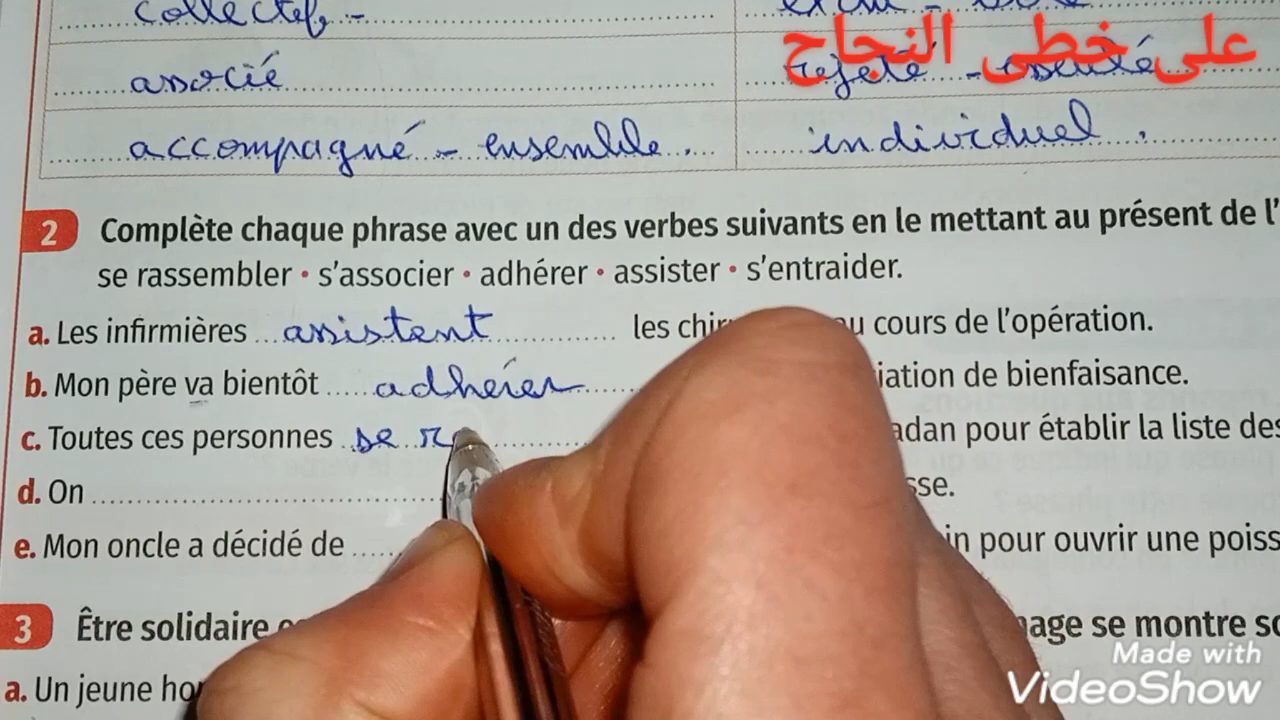 collectif -
على خطى النجاح
associé rejeté -
accompagné - ensemble. individuel.
2 Complète chaque phrase avec un des verbes suivants en le mettant au présent de l'
se rassembler • s'associer • adhérer • assister • s'entraider.
a. Les infirmières assistent les chir au cours de l'opération.
b. Mon père va bientôt adhérer iation de bienfaisance.
c. Toutes ces personnes se r adan pour établir la liste des
d. On sse.
e. Mon oncle a décidé de in pour ouvrir une poiss
3 Être solidaire nage se montre so
a. Un jeune ho
Made with
VideoShow